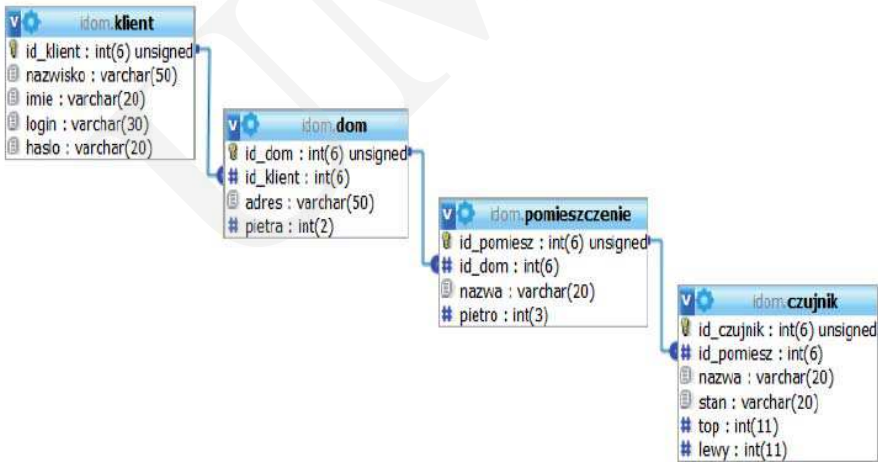 idom.klient
id_klient : int(6) unsigned
nazwisko : varchar(50)
imie : varchar(20)
login : varchar(30)
haslo : varchar(20)
idom.dom
id_dom : int(6) unsigned
# id_klient : int(6)
adres : varchar(50)
# pietra : int(2)
idom.pomieszczenie
id_pomiesz : int(6) unsigned
# id_dom : int(6)
nazwa : varchar(20)
# pietro : int(3)
idom.czujnik
id_czujnik : int(6) unsigned
# id_pomiesz : int(6)
nazwa : varchar(20)
stan : varchar(20)
# top : int(11)
# lewy : int(11)